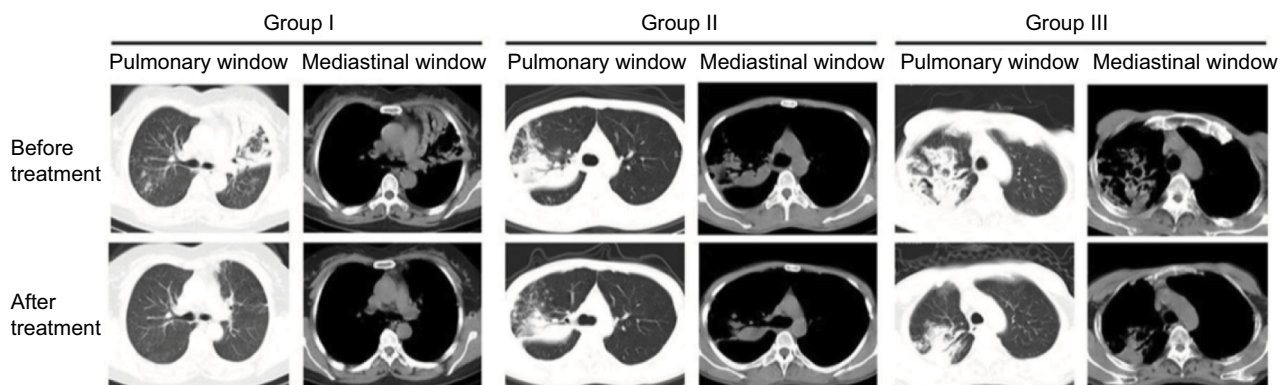 Group I Group II Group III
Pulmonary window Mediastinal window Pulmonary window Mediastinal window Pulmonary window Mediastinal window
Before
treatment
After
treatment